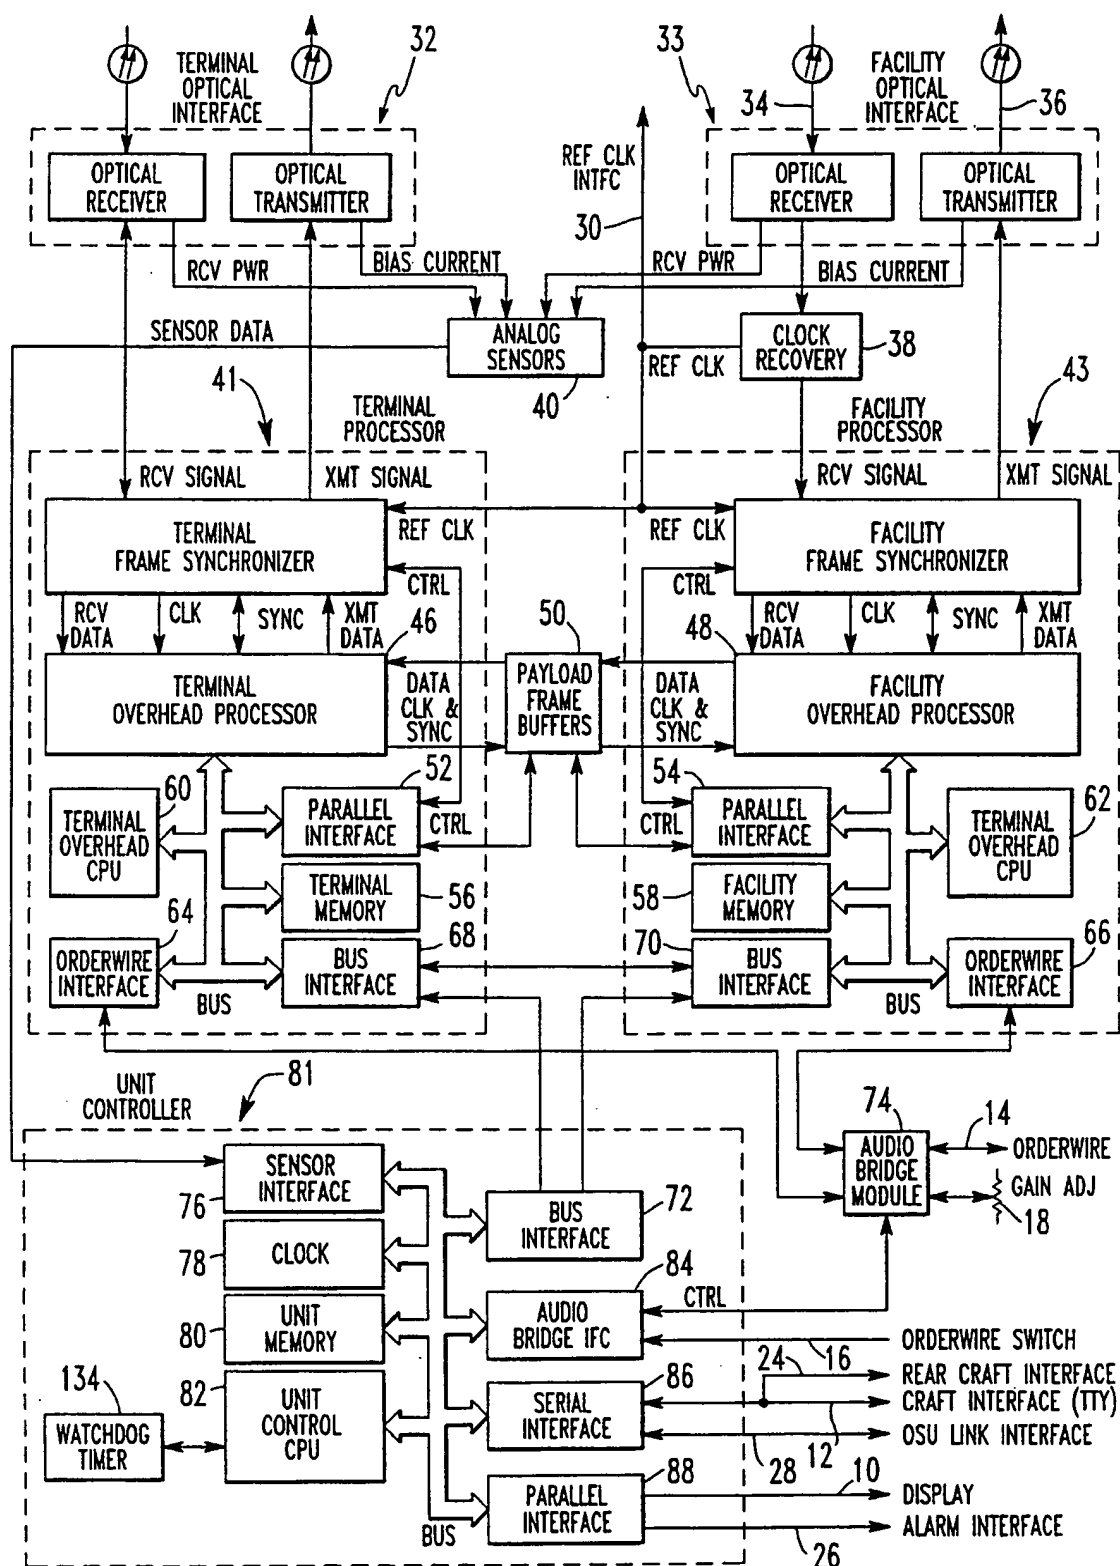 32
33
TERMINAL
OPTICAL
INTERFACE
FACILITY
OPTICAL
INTERFACE
34
36
REF CLK
INTFC
30
OPTICAL
RECEIVER
OPTICAL
TRANSMITTER
OPTICAL
RECEIVER
OPTICAL
TRANSMITTER
RCV PWR
BIAS CURRENT
RCV PWR
BIAS CURRENT
SENSOR DATA
ANALOG
SENSORS
40
REF CLK
CLOCK
RECOVERY
38
41
TERMINAL
PROCESSOR
FACILITY
PROCESSOR
43
RCV SIGNAL
XMT SIGNAL
RCV SIGNAL
XMT SIGNAL
TERMINAL
FRAME SYNCHRONIZER
REF CLK
REF CLK
FACILITY
FRAME SYNCHRONIZER
CTRL
CTRL
RCV
DATA
CLK
SYNC
XMT
DATA
46
50
48
RCV
DATA
CLK
SYNC
XMT
DATA
TERMINAL
OVERHEAD PROCESSOR
DATA
CLK &
SYNC
PAYLOAD
FRAME
BUFFERS
DATA
CLK &
SYNC
FACILITY
OVERHEAD PROCESSOR
60
52
54
62
TERMINAL
OVERHEAD
CPU
PARALLEL
INTERFACE
CTRL
CTRL
PARALLEL
INTERFACE
TERMINAL
OVERHEAD
CPU
TERMINAL
MEMORY
56
58
FACILITY
MEMORY
64
68
70
66
ORDERWIRE
INTERFACE
BUS
BUS
INTERFACE
BUS
INTERFACE
BUS
ORDERWIRE
INTERFACE
UNIT
CONTROLLER
81
74
14
ORDERWIRE
AUDIO
BRIDGE
MODULE
GAIN ADJ
18
SENSOR
INTERFACE
76
BUS
INTERFACE
72
CLOCK
78
84
UNIT
MEMORY
80
AUDIO
BRIDGE IFC
CTRL
ORDERWIRE SWITCH
16
24
REAR CRAFT INTERFACE
134
82
UNIT
CONTROL
CPU
86
SERIAL
INTERFACE
CRAFT INTERFACE (TTY)
12
WATCHDOG
TIMER
OSU LINK INTERFACE
28
88
10
PARALLEL
INTERFACE
DISPLAY
BUS
ALARM INTERFACE
26